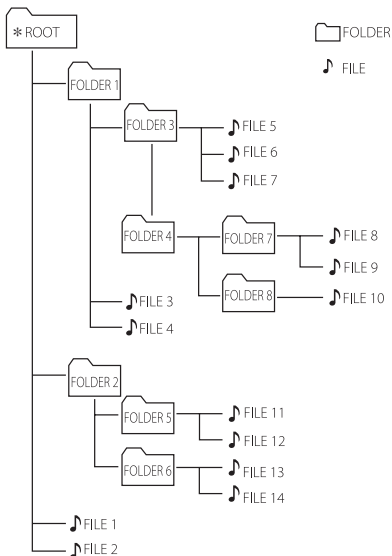 * ROOT
FOLDER
FILE
FOLDER 1
FOLDER 3
FILE 5
FILE 6
FILE 7
FOLDER 4
FOLDER 7
FILE 8
FILE 9
FOLDER 8
FILE 10
FILE 3
FILE 4
FOLDER 2
FOLDER 5
FILE 11
FILE 12
FOLDER 6
FILE 13
FILE 14
FILE 1
FILE 2